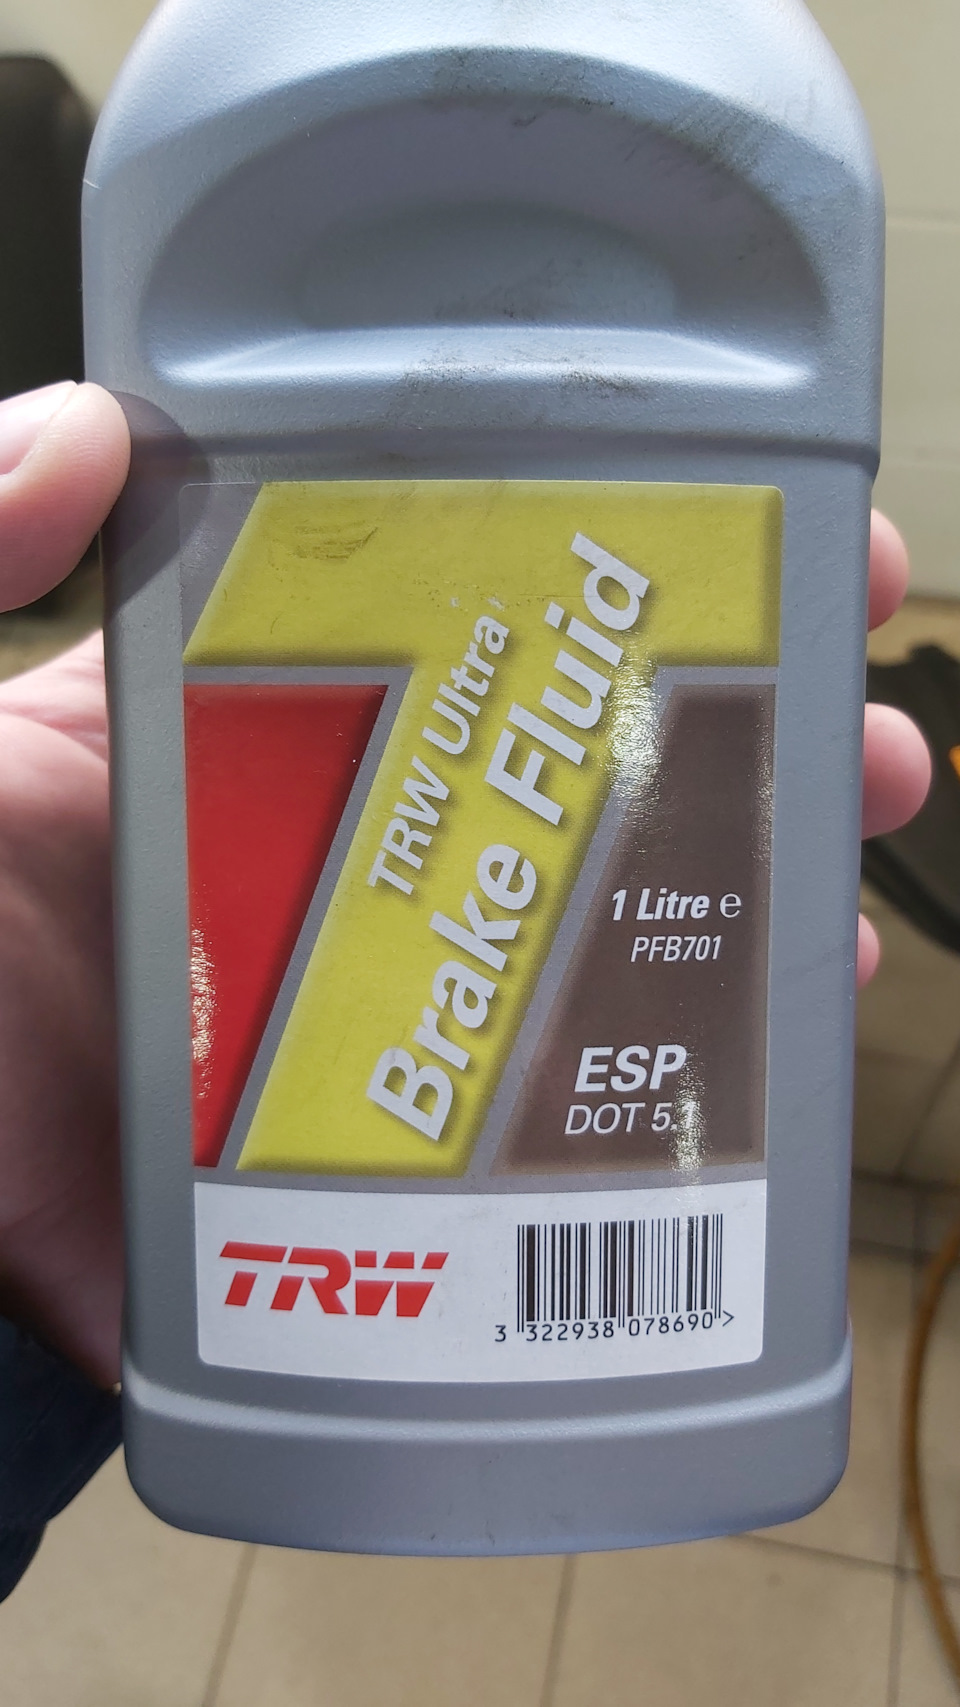 TRW Ultra
Brake Fluid
1 Litre ℮
PFB701
ESP
DOT 5.1
TRW
3 322938 078690 >